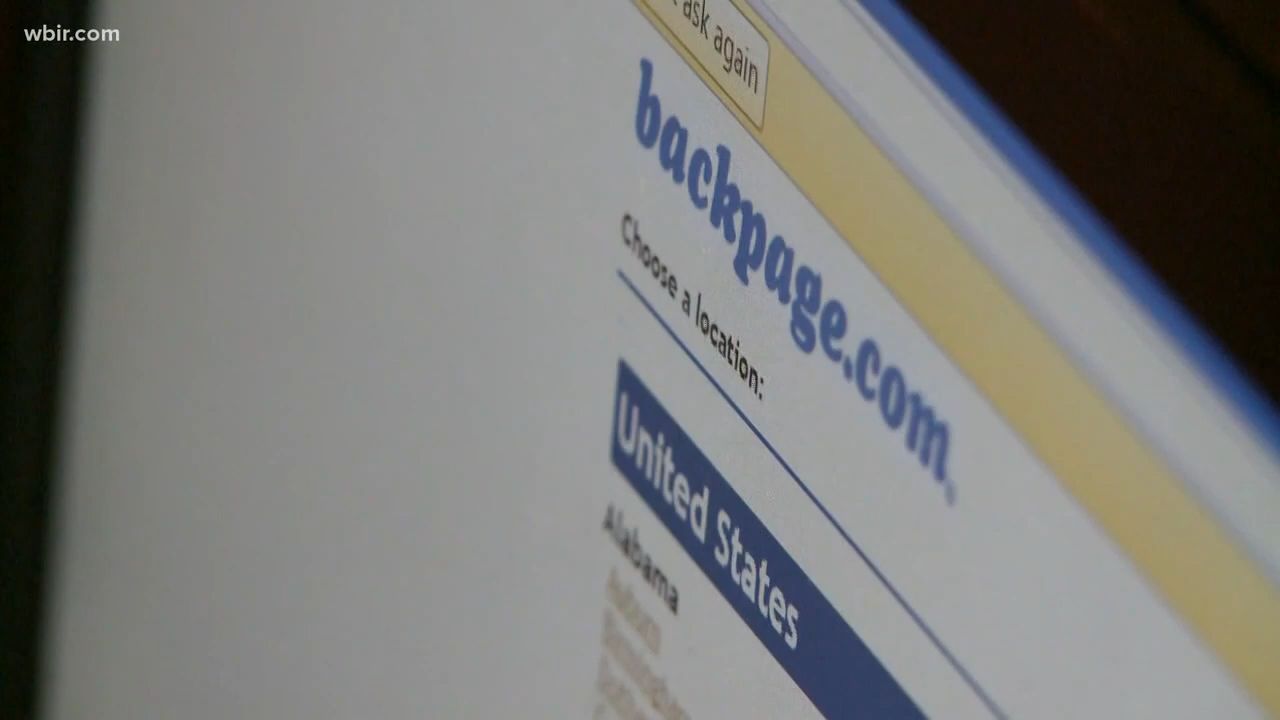 wbir.com
ask again
backpage.com
Choose a location:
United States
Alabama